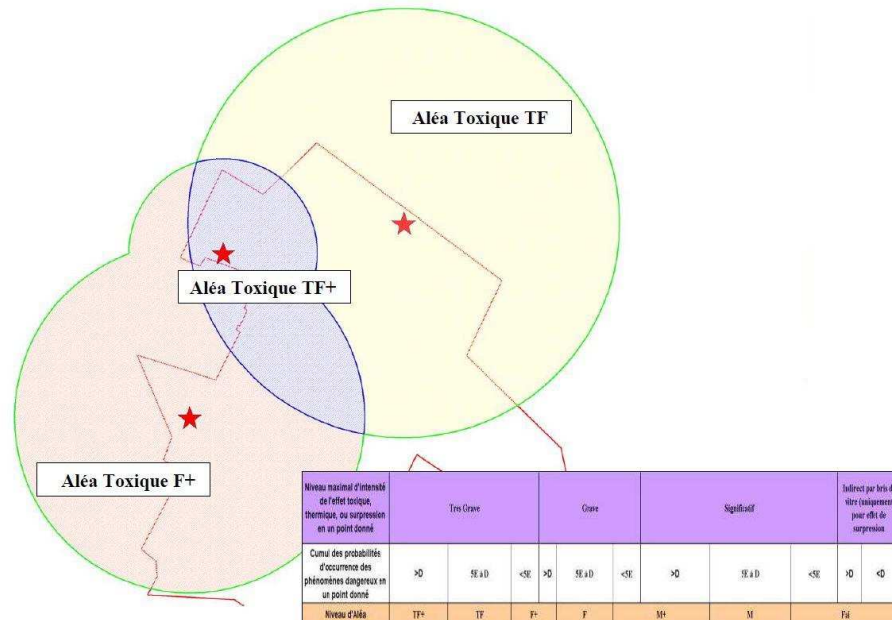 Aléa Toxique TF
Aléa Toxique TF+
Aléa Toxique F+
Niveau maximal d'intensité
de l'effet toxique,
thermique, ou surpression
en un point donné
Très Grave
Grave
Significatif
Indirect par bris d
vitre (uniquement
pour effet de
surpression
Cumul des probabilités
d'occurrence des
phénomènes dangereux en
un point donné
>D
5E à D
<5E
>D
5E à D
<5E
>D
5E à D
<5E
>D
<D
Niveau d'Aléa
TF+
TF
F+
F
M+
M
Fai